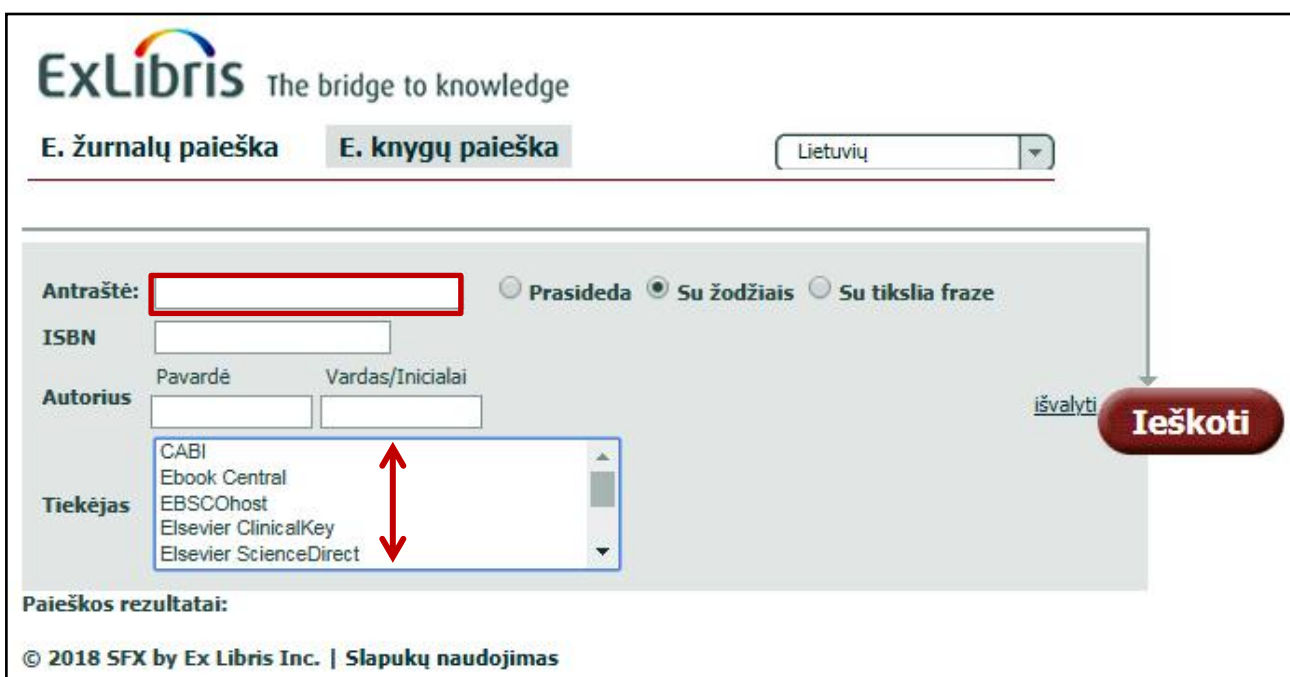 ExLibris The bridge to knowledge
E. žurnalų paieška E. knygų paieška Lietuvių
Antraštė: Prasideda Su žodžiais Su tikslia fraze
ISBN
Pavardė Vardas/Inicialai
Autorius
išvalyti Ieškoti
CABI
Ebook Central
Tiekėjas EBSCOhost
Elsevier ClinicalKey
Elsevier ScienceDirect
Paieškos rezultatai:
© 2018 SFX by Ex Libris Inc. | Slapukų naudojimas